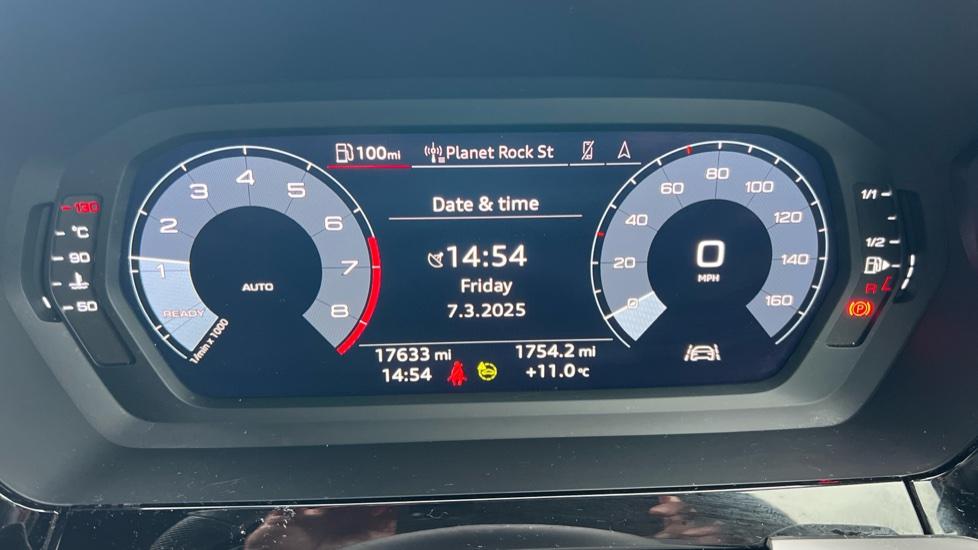 100mi Planet Rock St
Date & time
14:54
Friday
7.3.2025
17633 mi 1754.2 mi
14:54 +11.0 °C
1 2 3 4 5 6 7 8
READY
AUTO
1/min x 1000
0 20 40 60 80 100 120 140 160
0
MPH
130
°C
90
50
1/1
1/2
R
P